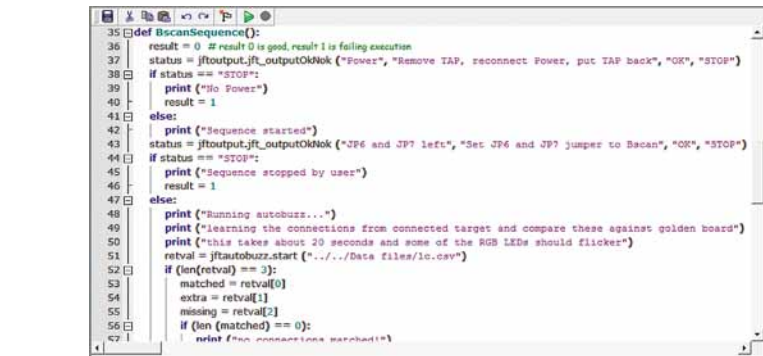 35 def BscanSequence():
36 result = 0 # result 0 is good, result 1 is failing execution
37 status = jftoutput.jft_outputOkNok ("Power", "Remove TAP, reconnect Power, put TAP back", "OK", "STOP")
38 if status == "STOP":
39 print ("No Power")
40 result = 1
41 else:
42 print ("Sequence started")
43 status = jftoutput.jft_outputOkNok ("JP6 and JP7 left", "Set JP6 and JP7 jumper to Bscan", "OK", "STOP")
44 if status == "STOP":
45 print ("Sequence stopped by user")
46 result = 1
47 else:
48 print ("Running autobuzz...")
49 print ("learning the connections from connected target and compare these against golden board")
50 print ("this takes about 20 seconds and some of the RGB LEDs should flicker")
51 retval = jftautobuzz.start ("../../Data files/lc.csv")
52 if (len(retval) == 3):
53 matched = retval[0]
54 extra = retval[1]
55 missing = retval[2]
56 if (len (matched) == 0):
57 print ("no connections matched!")